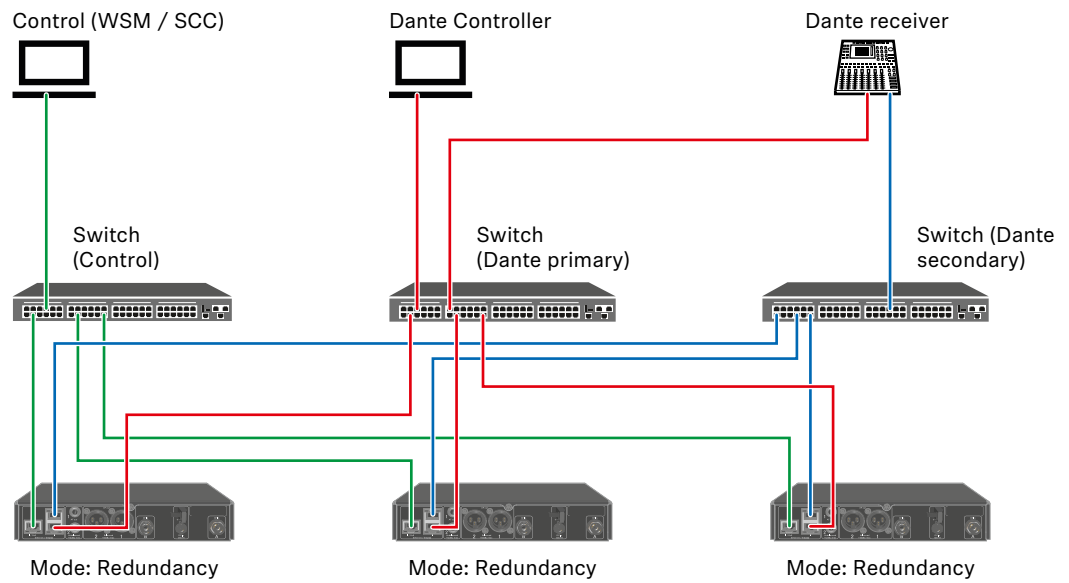 Control (WSM / SCC)
Dante Controller
Dante receiver
Switch
(Control)
Switch
(Dante primary)
Switch (Dante
secondary)
Mode: Redundancy
Mode: Redundancy
Mode: Redundancy